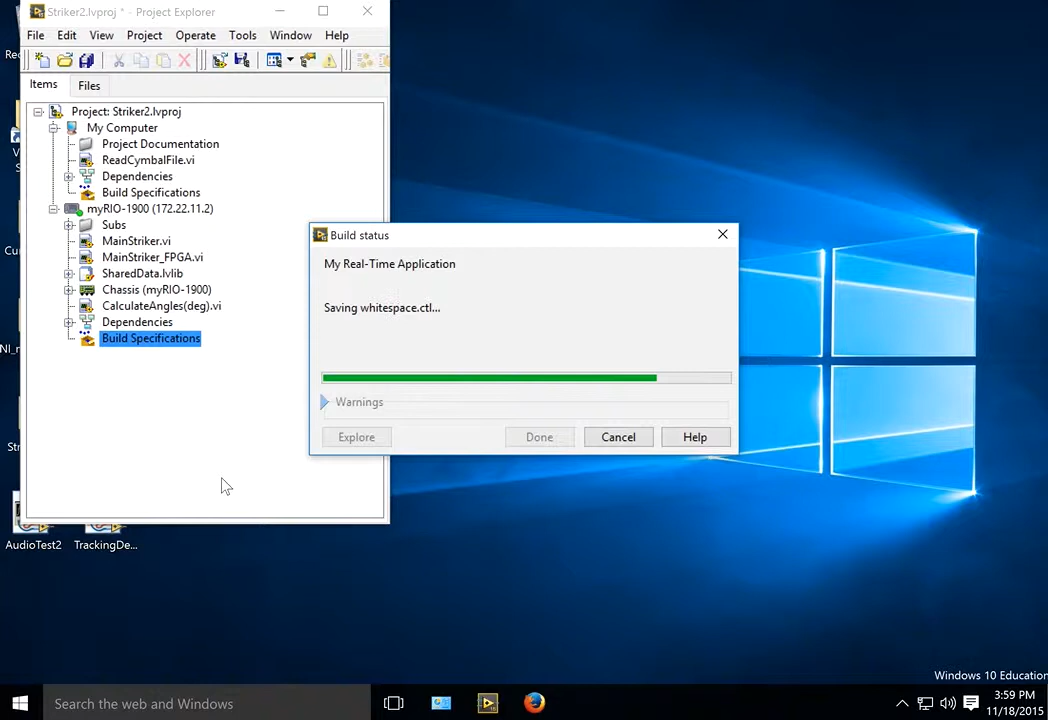 Striker2.lvproj * - Project Explorer
File Edit View Project Operate Tools Window Help
Items Files
Project: Striker2.lvproj
My Computer
Project Documentation
ReadCymbalFile.vi
Dependencies
Build Specifications
myRIO-1900 (172.22.11.2)
Subs
MainStriker.vi
MainStriker_FPGA.vi
SharedData.lvlib
Chassis (myRIO-1900)
CalculateAngles(deg).vi
Dependencies
Build Specifications
Build status
My Real-Time Application
Saving whitespace.ctl...
Warnings
Explore Done Cancel Help
Rec
V
S
Cu
NI_r
Str
AudioTest2 TrackingDe...
Windows 10 Education
Search the web and Windows
3:59 PM
11/18/2015